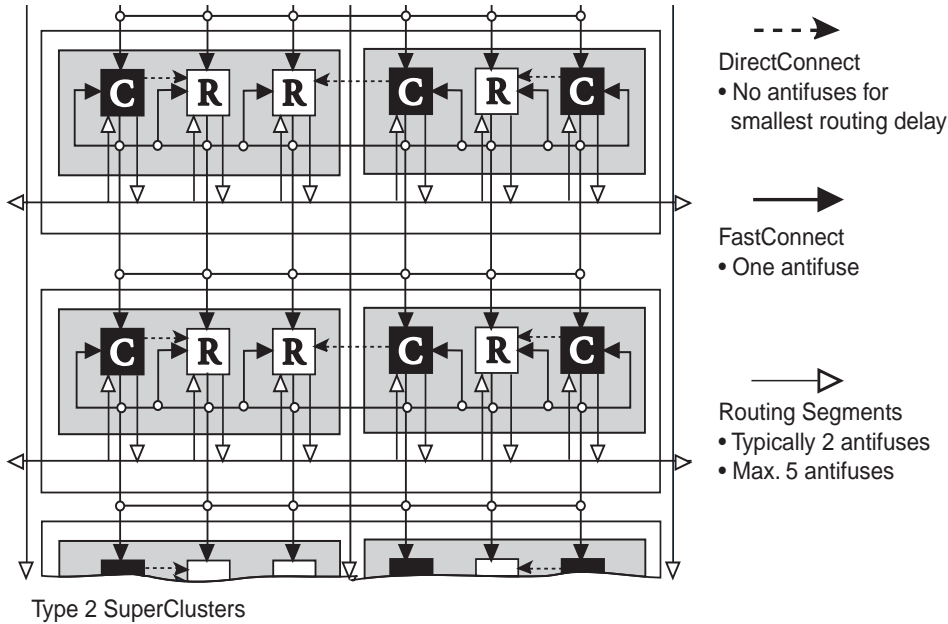 C R R C R C
DirectConnect
• No antifuses for
smallest routing delay
FastConnect
• One antifuse
C R R C R C
Routing Segments
• Typically 2 antifuses
• Max. 5 antifuses
Type 2 SuperClusters